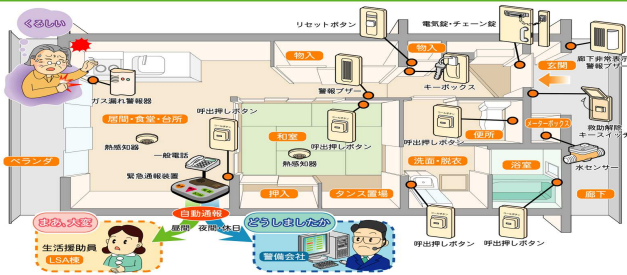 くるしい
リセットボタン
電気錠・チェーン錠
物入
物入
玄関
廊下非常表示
警報ブザー
ガス漏れ警報器
警報ブザー
キーボックス
居間・食堂・台所
呼出押しボタン
和室
呼出押しボタン
便所
メーターボックス
救助解除
キースイッチ
熱感知器
熱感知器
呼出押しボタン
一般電話
洗面・脱衣
浴室
水センサー
ベランダ
緊急通報装置
押入
タンス置場
廊下
自動通報
まあ、大変
昼間
夜間・休日
どうしましたか
生活援助員
LSA棟
警備会社
呼出押しボタン
呼出押しボタン